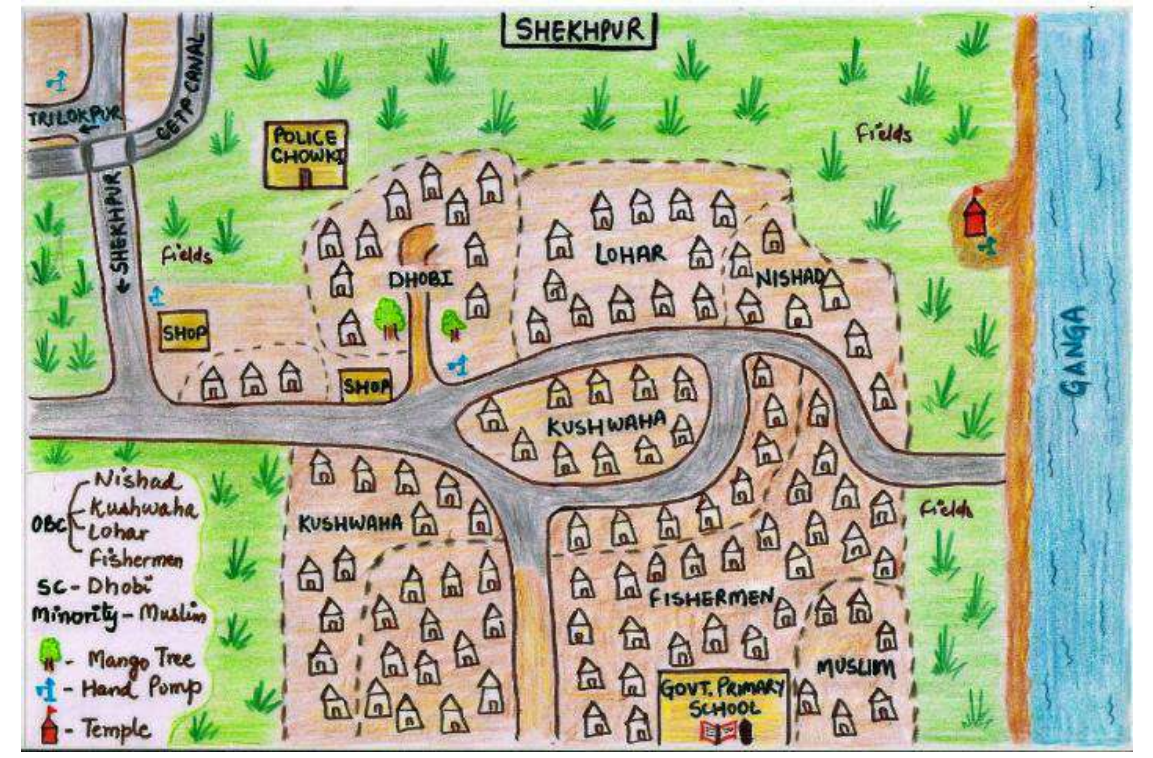 SHEKHPUR
TRILOKPUR
CETP CANAL
POLICE
CHOWKI
Fields
SHEKHPUR
LOHAR
Fields
DHOBI
NISHAD
SHOP
GANGA
SHOP
KUSHWAHA
Nishad
Kushwaha
OBC
Lohar
Fishermen
SC - Dhobi
Minority - Muslim
- Mango Tree
- Hand Pump
- Temple
KUSHWAHA
Fields
FISHERMEN
MUSLIM
GOVT. PRIMARY
SCHOOL